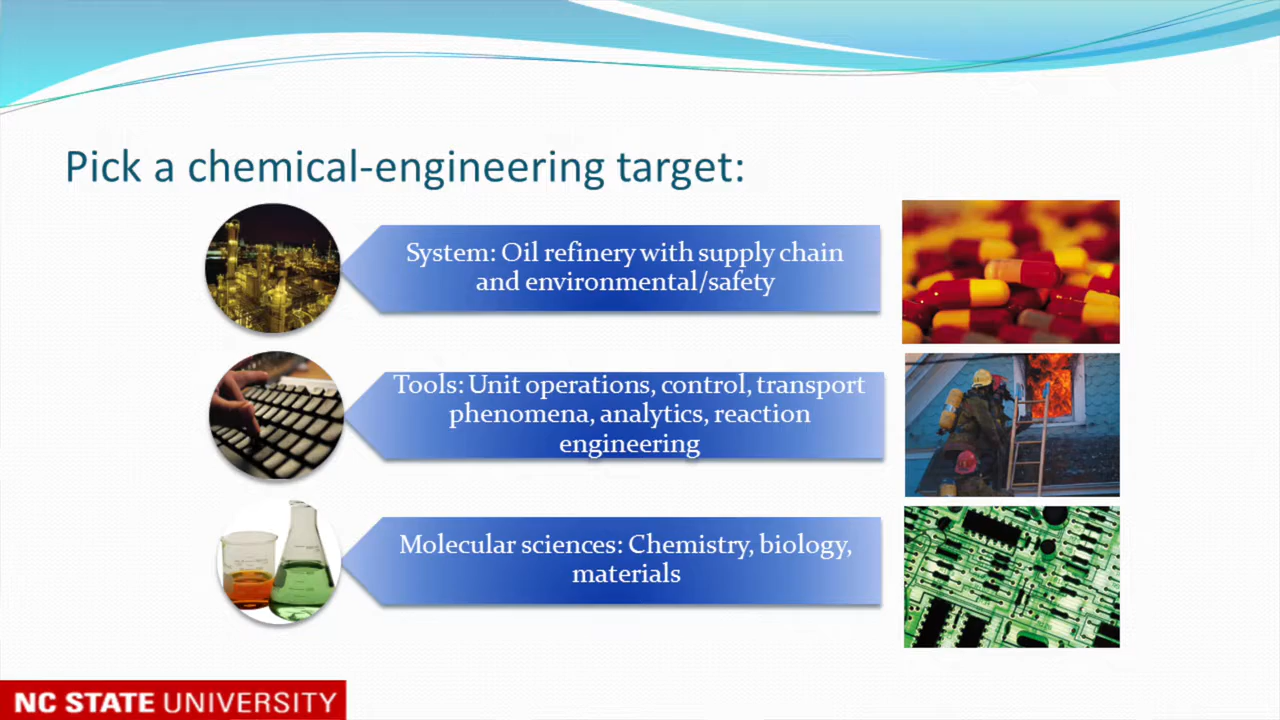 Pick a chemical-engineering target:
System: Oil refinery with supply chain
and environmental/safety
Tools: Unit operations, control, transport
phenomena, analytics, reaction
engineering
Molecular sciences: Chemistry, biology,
materials
NC STATE UNIVERSITY